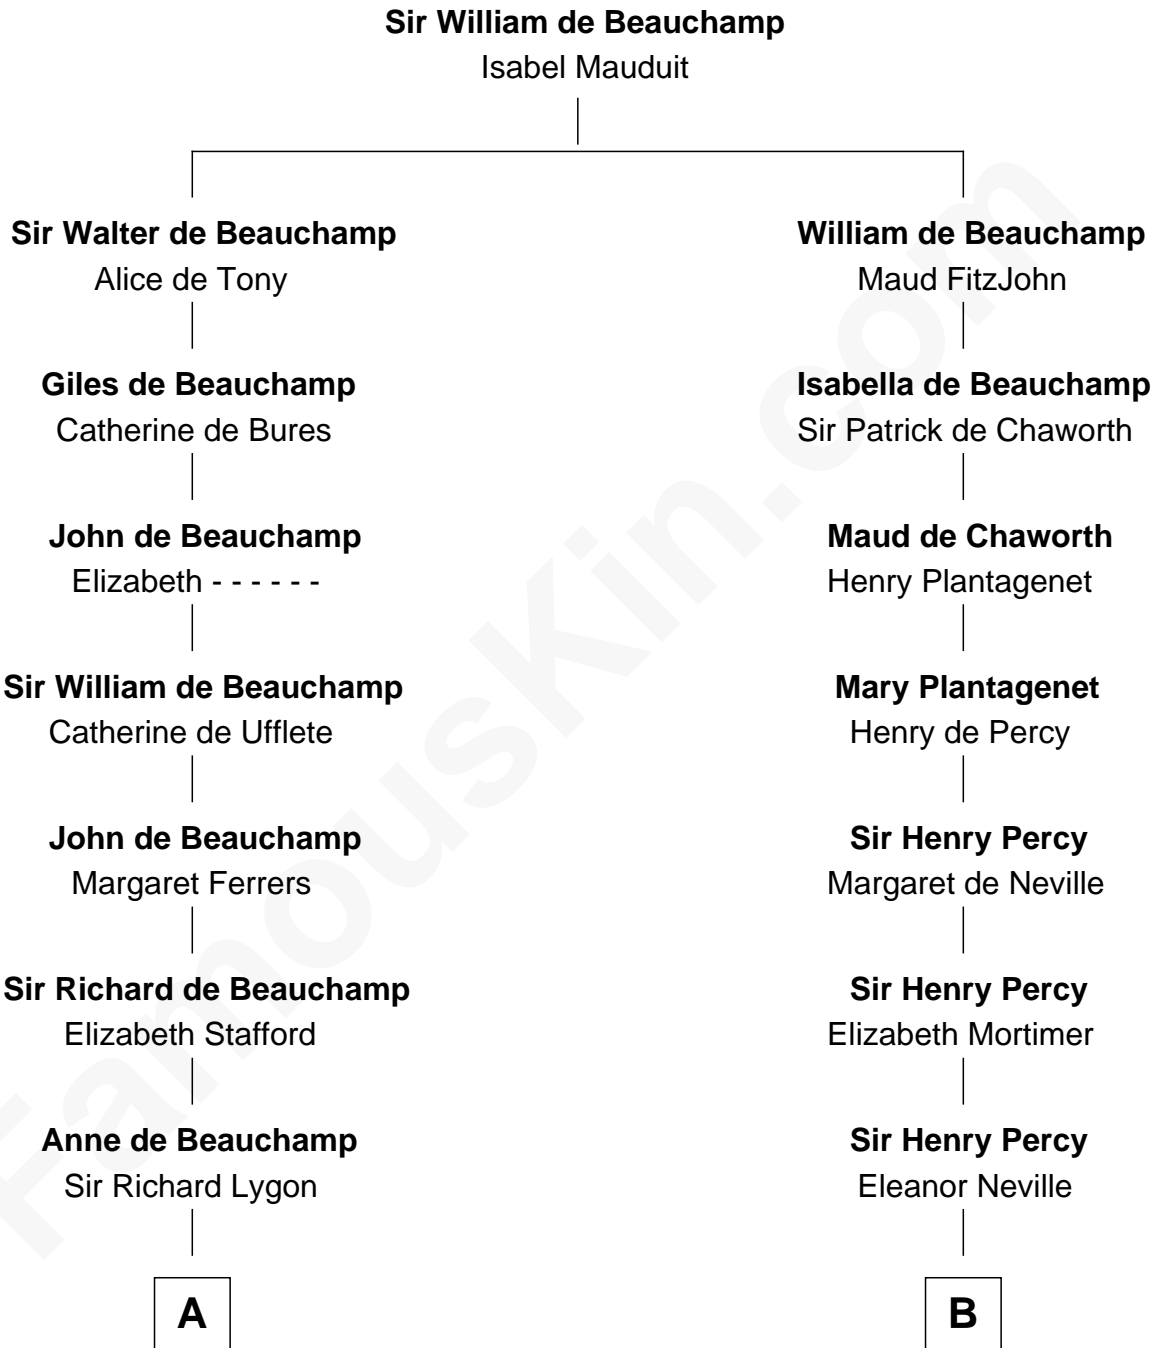 Sir William de Beauchamp
Isabel Mauduit
Sir Walter de Beauchamp
Alice de Tony
William de Beauchamp
Maud FitzJohn
Giles de Beauchamp
Catherine de Bures
Isabella de Beauchamp
Sir Patrick de Chaworth
John de Beauchamp
Elizabeth - - - - - -
Maud de Chaworth
Henry Plantagenet
Sir William de Beauchamp
Catherine de Ufflete
Mary Plantagenet
Henry de Percy
John de Beauchamp
Margaret Ferrers
Sir Henry Percy
Margaret de Neville
Sir Richard de Beauchamp
Elizabeth Stafford
Sir Henry Percy
Elizabeth Mortimer
Anne de Beauchamp
Sir Richard Lygon
Sir Henry Percy
Eleanor Neville
A
B
FamousKin.com